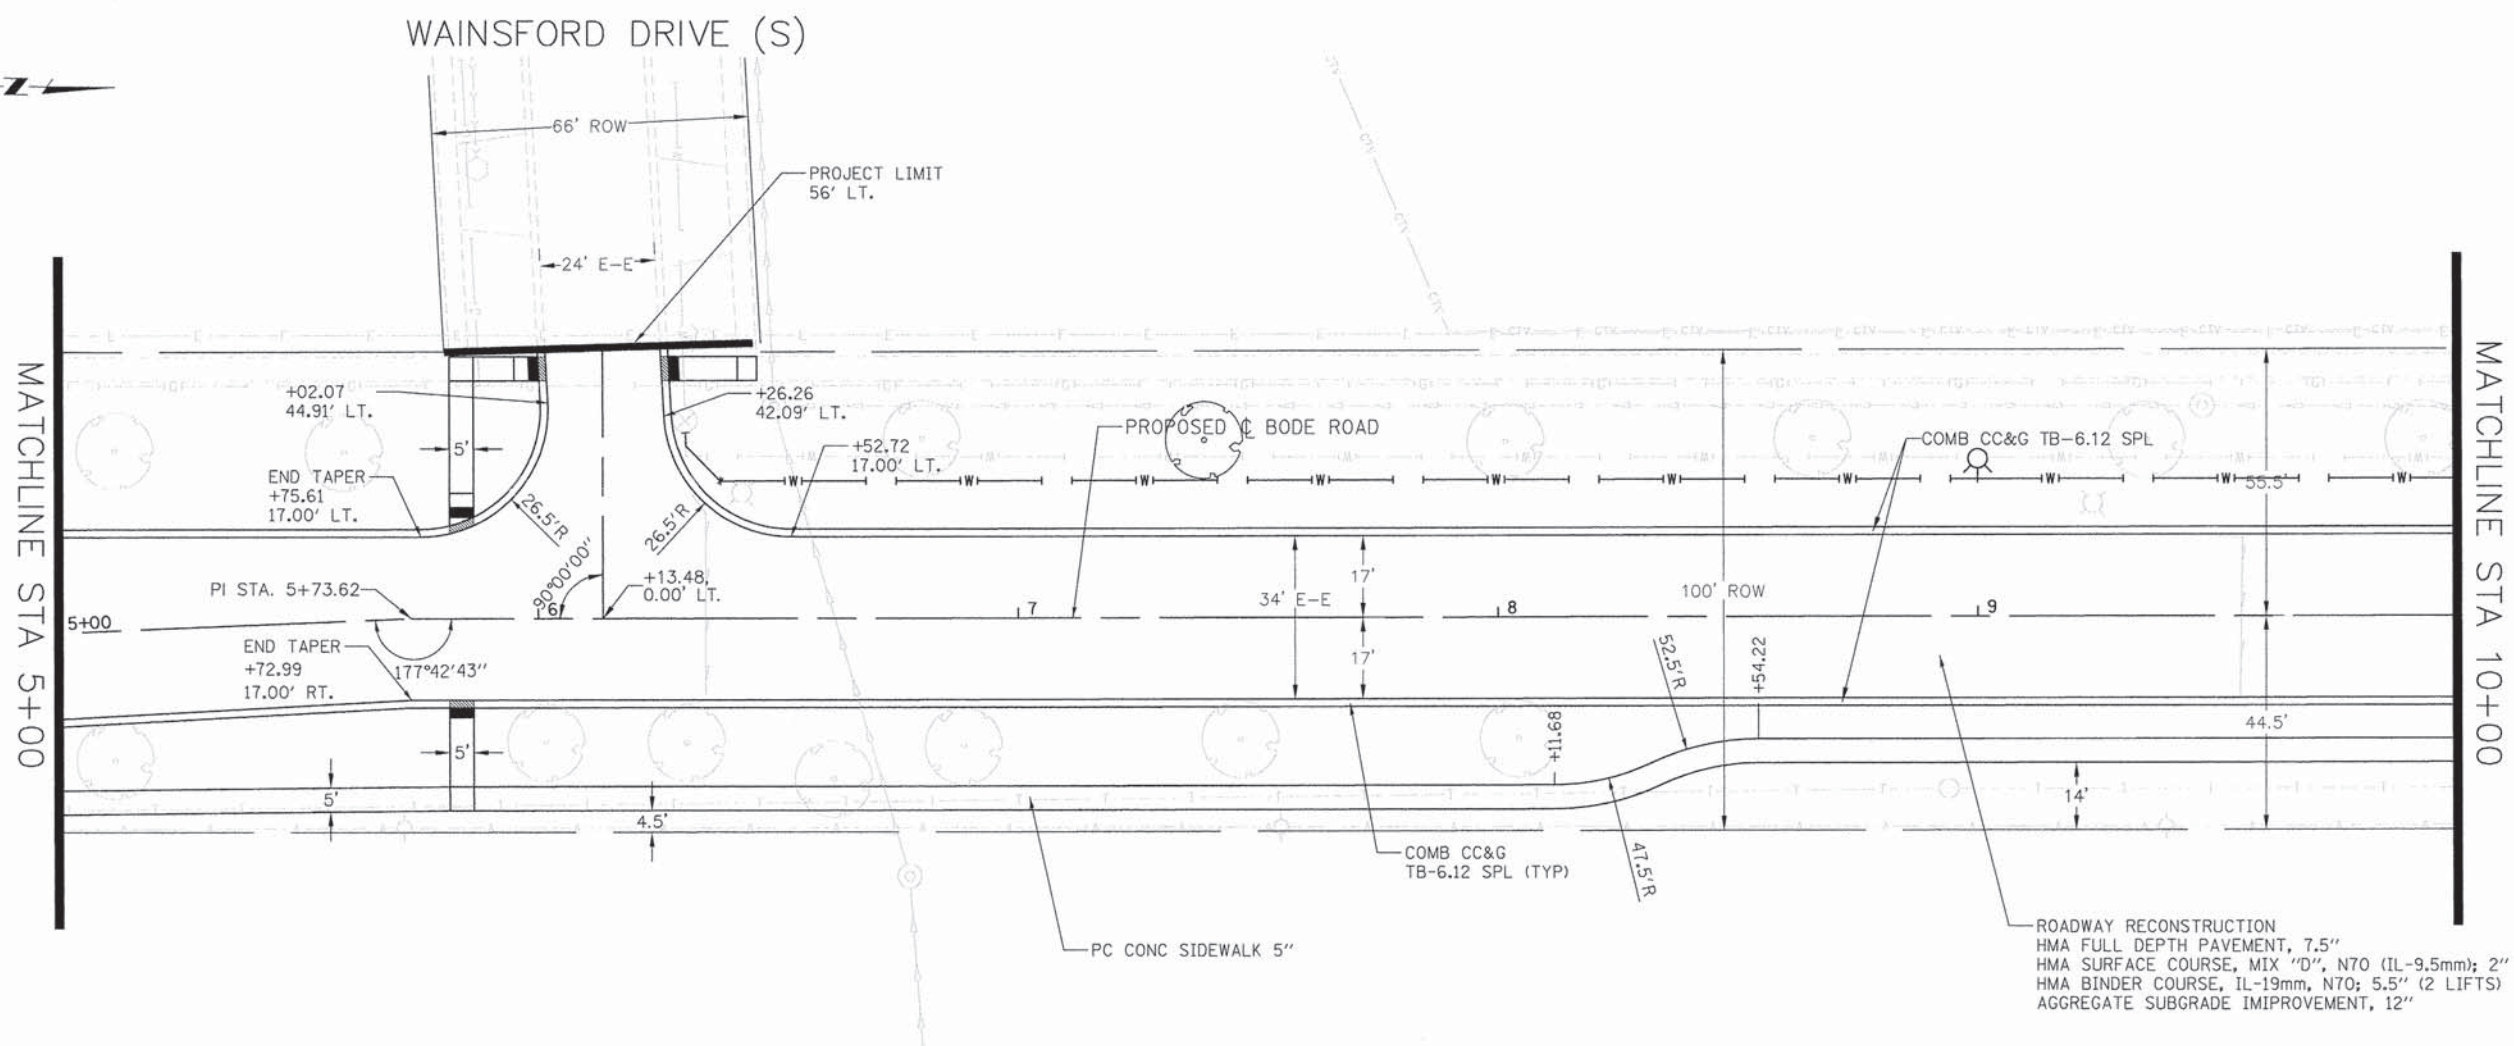 WAINSFORD DRIVE (S)
Z
66' ROW
PROJECT LIMIT
56' LT.
24' E-E
CTV
CTV
CTV
CTV
MATCHLINE STA 5+00
+02.07
44.91' LT.
+26.26
42.09' LT.
5'
END TAPER
+75.61
17.00' LT.
26.5'R
26.5'R
+52.72
17.00' LT.
PROPOSED ℄ BODE ROAD
COMB CC&G TB-6.12 SPL
W W W W W W W W W W
55.5'
90°00'00"
PI STA. 5+73.62
+13.48,
0.00' LT.
34' E-E
17'
100' ROW
5+00
6
7
8
9
END TAPER
+72.99
17.00' RT.
177°42'43"
17'
52.5'R
+54.22
+11.68
44.5'
5'
5'
4.5'
14'
47.5'R
COMB CC&G
TB-6.12 SPL (TYP)
PC CONC SIDEWALK 5"
ROADWAY RECONSTRUCTION
HMA FULL DEPTH PAVEMENT, 7.5"
HMA SURFACE COURSE, MIX "D", N70 (IL-9.5mm); 2"
HMA BINDER COURSE, IL-19mm, N70; 5.5" (2 LIFTS)
AGGREGATE SUBGRADE IMIPROVEMENT, 12"
MATCHLINE STA 10+00